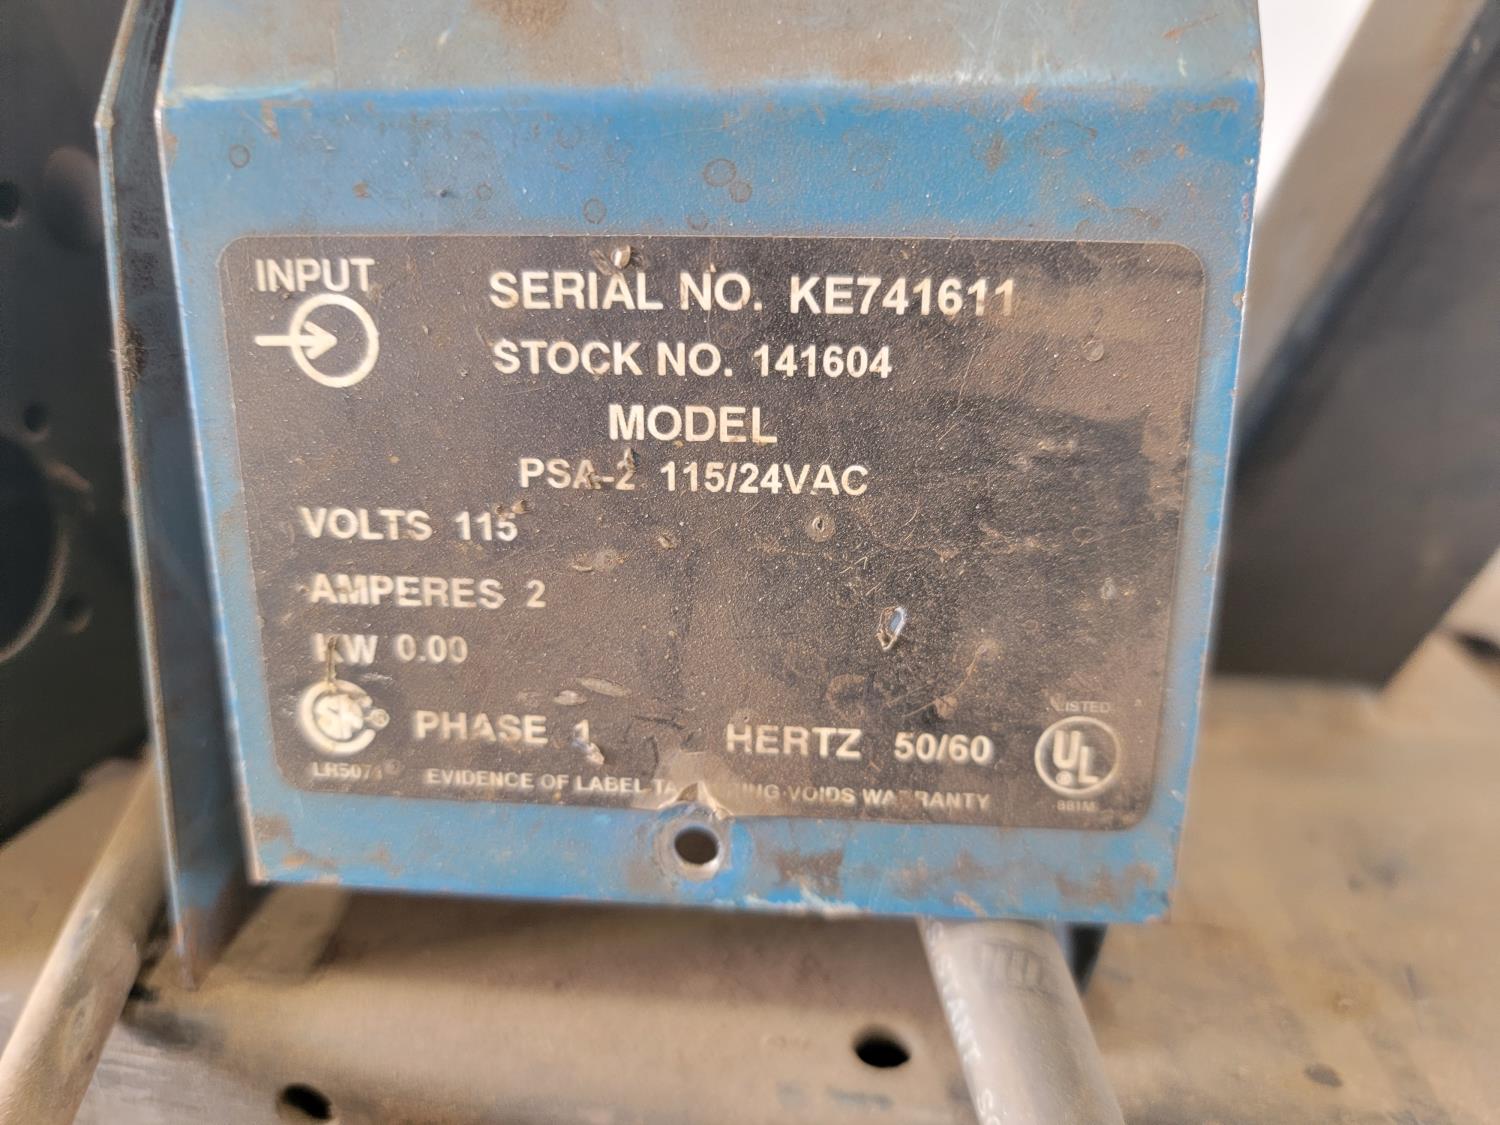 INPUT
SERIAL NO. KE741611
STOCK NO. 141604
MODEL
PSA-2 115/24VAC
VOLTS 115
AMPERES 2
KW 0.00
PHASE 1
HERTZ 50/60
LISTED
UL
EVIDENCE OF LABEL VOIDS WARRANTY